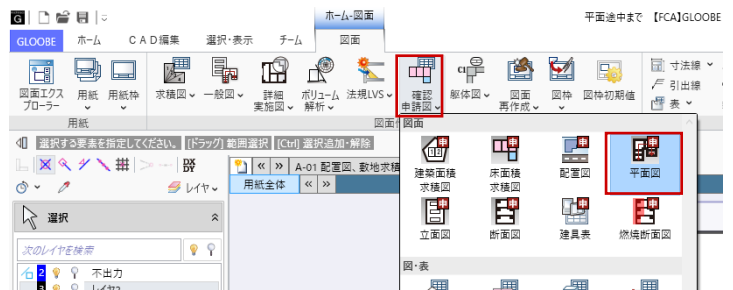 G
ホーム-図面
平面途中まで 【FCA】GLOOBE
GLOOBE ホーム CAD編集 選択・表示 チーム 図面
図面エクス
プローラー
用紙
用紙枠
求積図
一般図
詳細
実施図
ボリューム
解析
法規LVS
確認
申請図
躯体図
図面
再作成
図枠
図枠初期値
寸法線
引出線
表
用紙
図面
選択する要素を指定してください。 [ドラッグ] 範囲選択 [Ctrl] 選択追加・解除
« » A-01 配置図、敷地求積
レイヤ
用紙全体 « »
選択
次のレイヤを検索
2 不出力
3
図面
建築面積
求積図
床面積
求積図
配置図
平面図
立面図
断面図
建具表
燃焼断面図
図・表